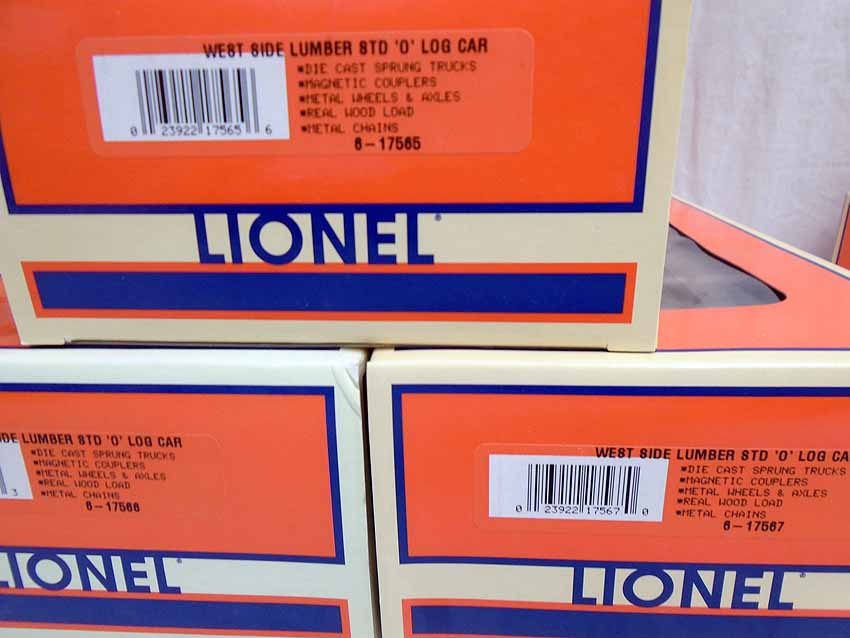 WEST SIDE LUMBER STD 'O' LOG CAR
*DIE CAST SPRUNG TRUCKS
*MAGNETIC COUPLERS
*METAL WHEELS & AXLES
*REAL WOOD LOAD
*METAL CHAINS
0 23922 17565 6
6-17565
LIONEL®
LUMBER STD 'O' LOG CAR
*DIE CAST SPRUNG TRUCKS
*MAGNETIC COUPLERS
*METAL WHEELS & AXLES
*REAL WOOD LOAD
*METAL CHAINS
3
6-17566
LIONEL®
WEST SIDE LUMBER STD 'O' LOG CA
*DIE CAST SPRUNG TRUCKS
*MAGNETIC COUPLERS
*METAL WHEELS & AXLES
*REAL WOOD LOAD
*METAL CHAINS
0 23922 17567 0
6-17567
LIONEL®